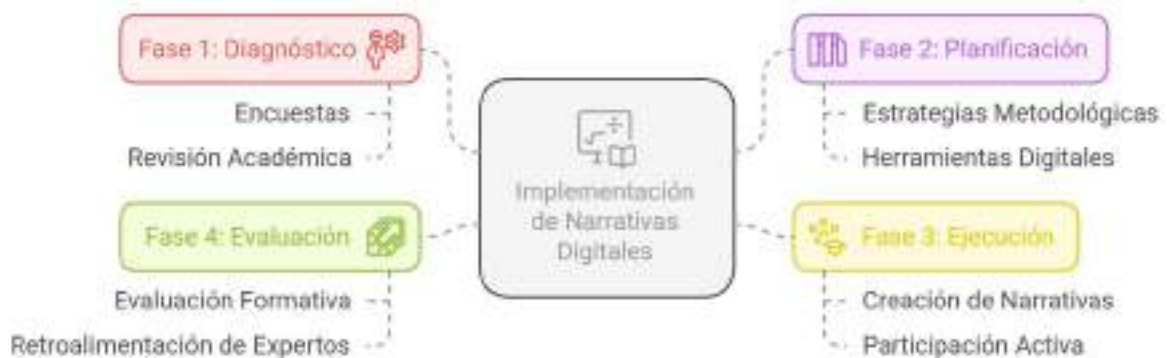 Fase 1: Diagnóstico
Encuestas
Revisión Académica
Fase 2: Planificación
Estrategias Metodológicas
Herramientas Digitales
Implementación
de Narrativas
Digitales
Fase 3: Ejecución
Creación de Narrativas
Participación Activa
Fase 4: Evaluación
Evaluación Formativa
Retroalimentación de Expertos